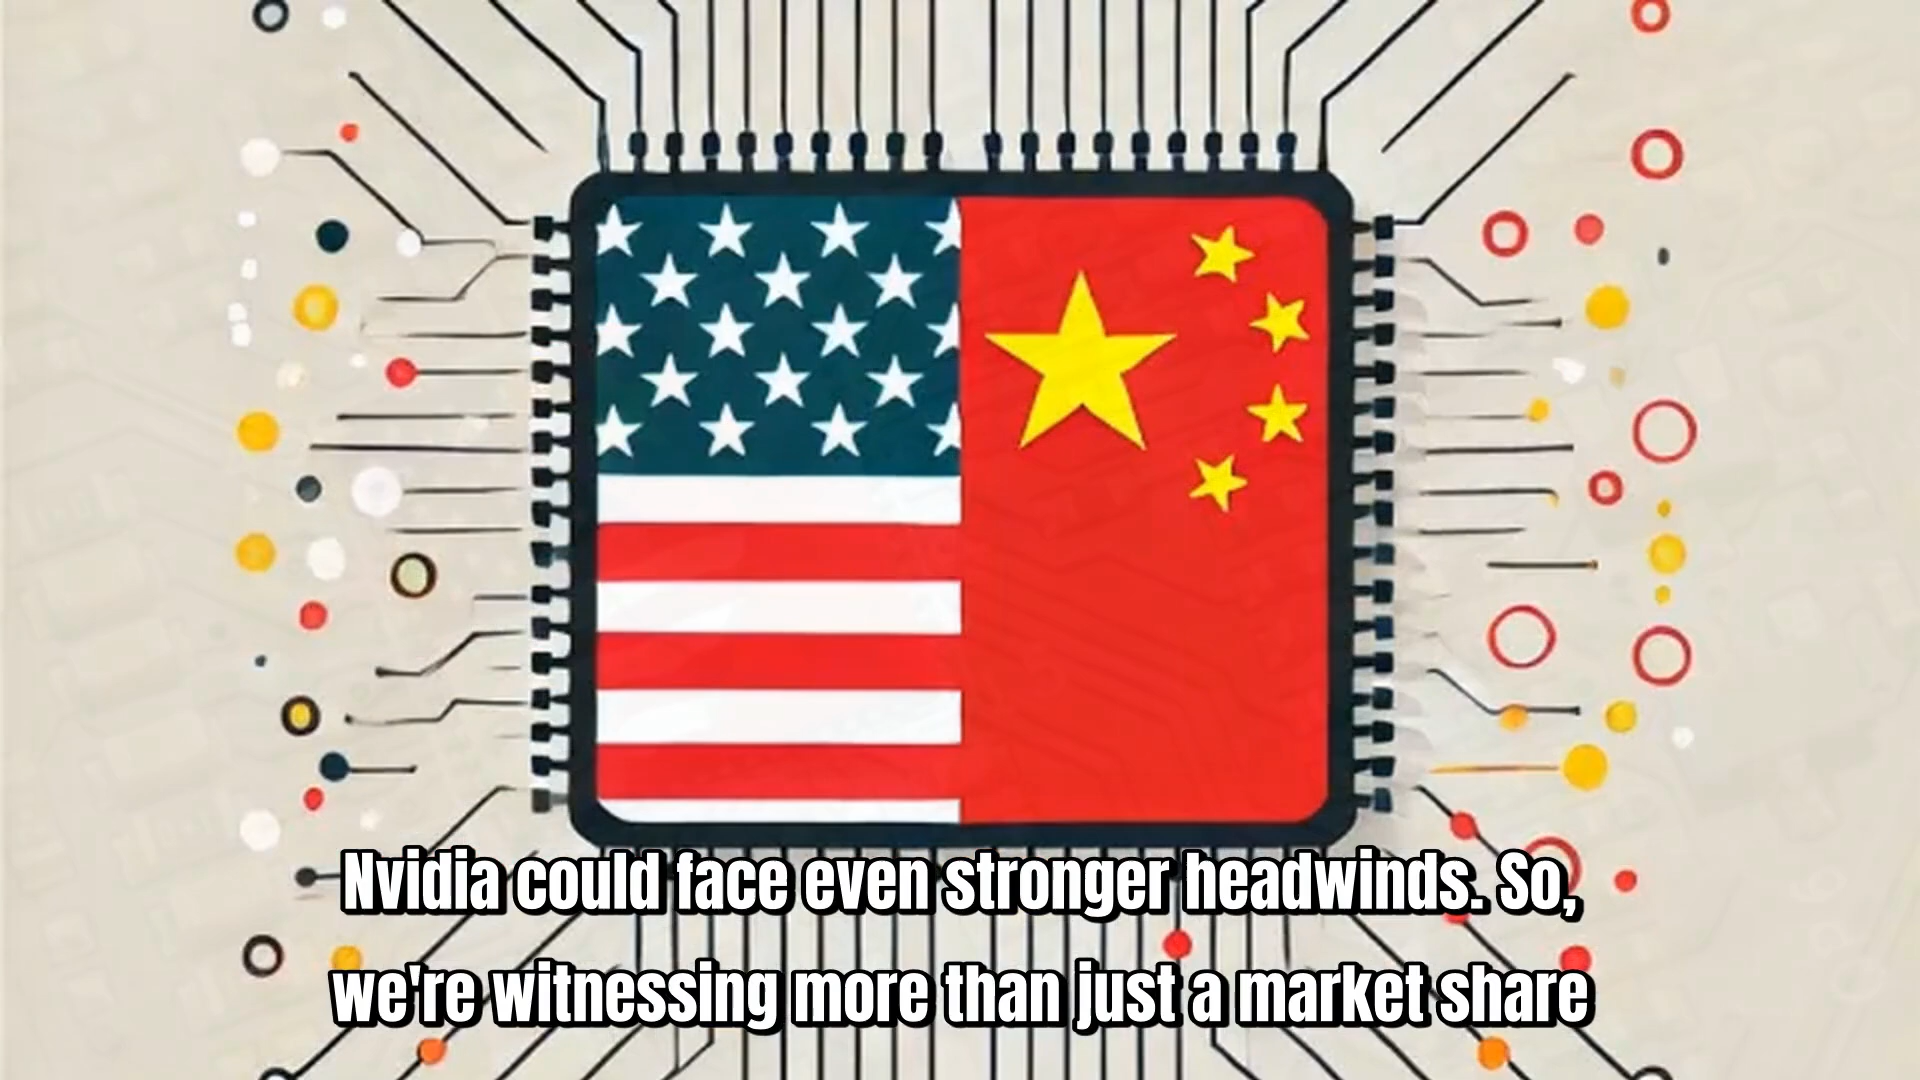 Nvidia could face even stronger headwinds. So,
we're witnessing more than just a market share